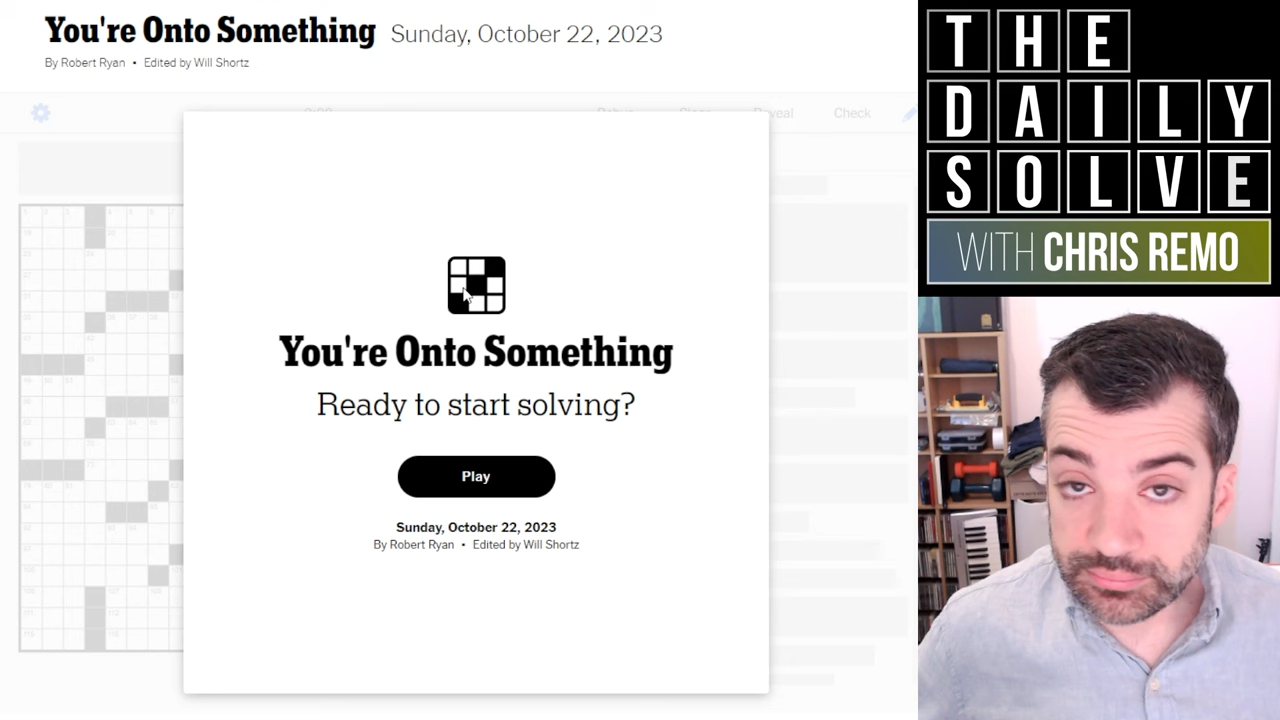 You're Onto Something Sunday, October 22, 2023
By Robert Ryan • Edited by Will Shortz
Reveal Check
You're Onto Something
Ready to start solving?
Play
Sunday, October 22, 2023
By Robert Ryan • Edited by Will Shortz
THE
DAILY
SOLVE
WITH CHRIS REMO